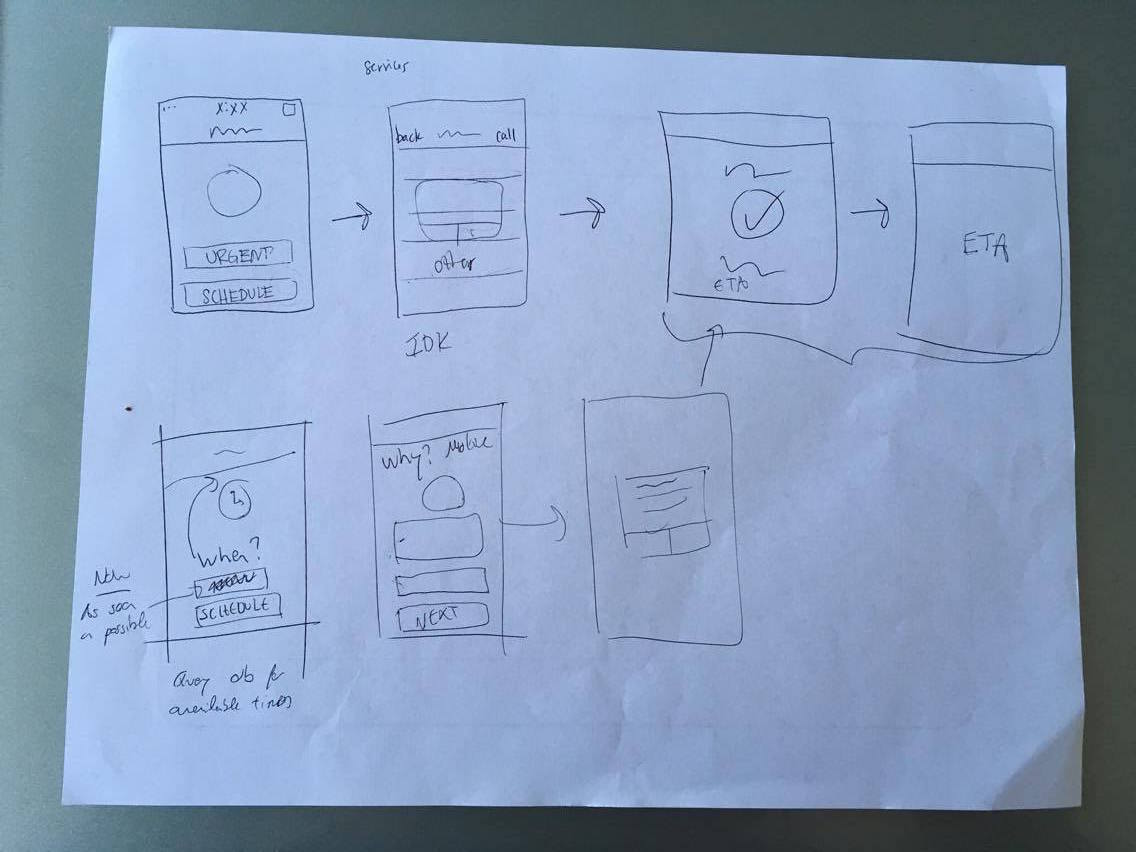 Services
X:XX
URGENT
SCHEDULE
back call
other
IDK
ETA
ETA
When?
SCHEDULE
Now
As soon
as possible
Query db for
available times
Why?
NEXT